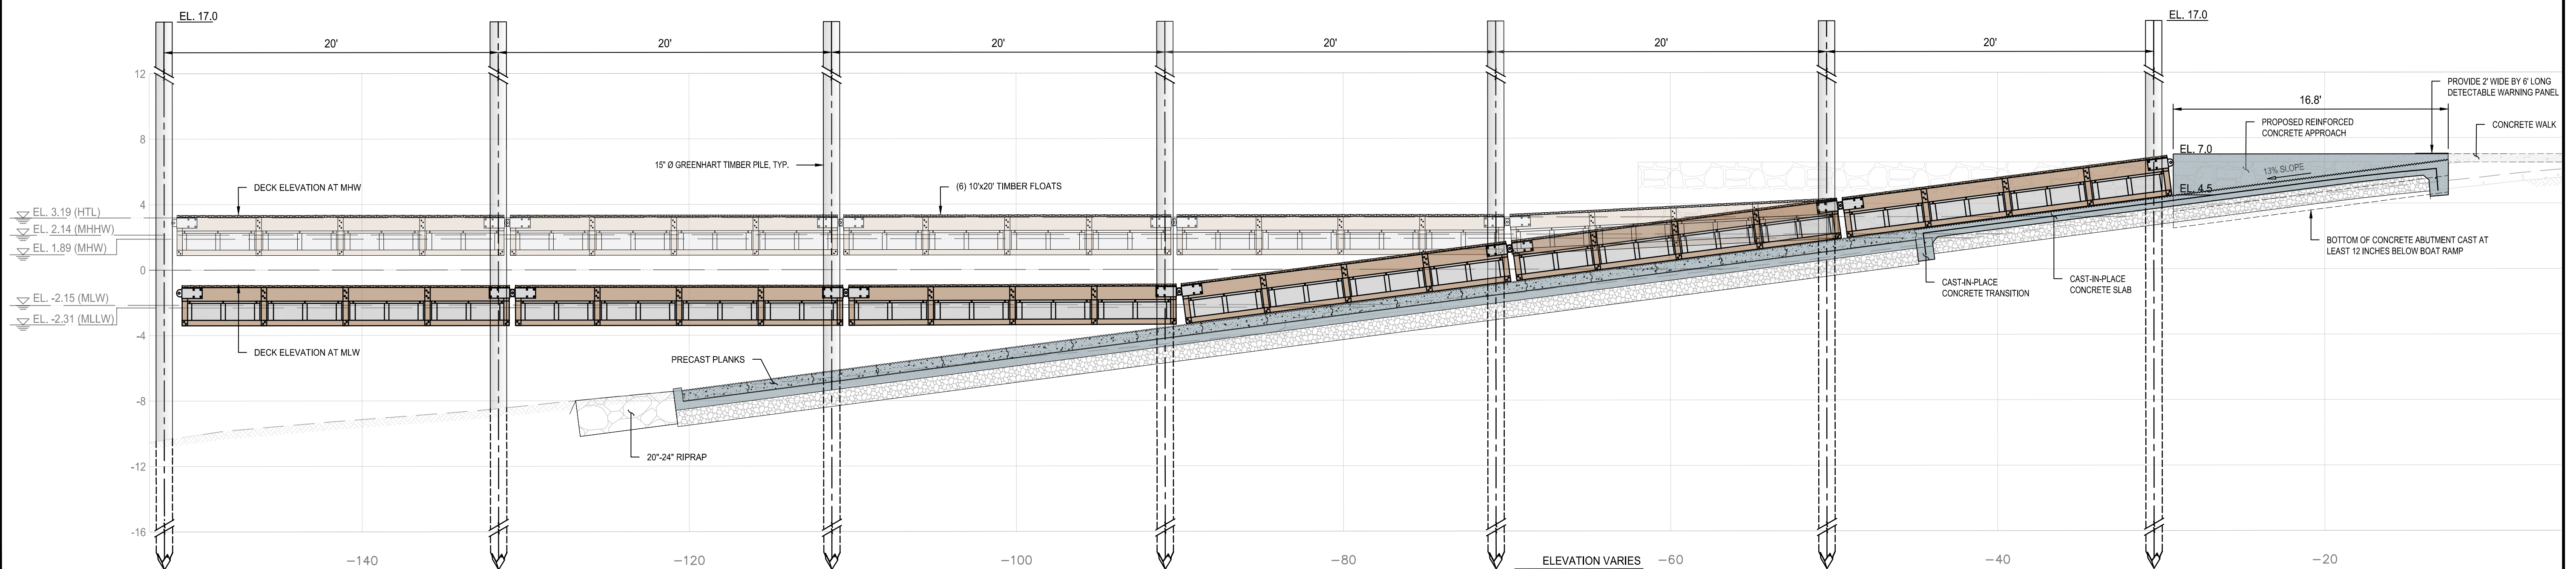 EL. 17.0
EL. 17.0
20'
20'
20'
20'
20'
20'
12
8
4
0
-4
-8
-12
-16
PROVIDE 2' WIDE BY 6' LONG
DETECTABLE WARNING PANEL
16.8'
PROPOSED REINFORCED
CONCRETE APPROACH
CONCRETE WALK
15" Ø GREENHART TIMBER PILE, TYP.
EL. 7.0
13% SLOPE
EL. 4.5
DECK ELEVATION AT MHW
(6) 10'x20' TIMBER FLOATS
EL. 3.19 (HTL)
EL. 2.14 (MHHW)
EL. 1.89 (MHW)
EL. -2.15 (MLW)
EL. -2.31 (MLLW)
BOTTOM OF CONCRETE ABUTMENT CAST AT
LEAST 12 INCHES BELOW BOAT RAMP
CAST-IN-PLACE
CONCRETE TRANSITION
CAST-IN-PLACE
CONCRETE SLAB
DECK ELEVATION AT MLW
PRECAST PLANKS
20"-24" RIPRAP
-140
-120
-100
-80
ELEVATION VARIES
-60
-40
-20